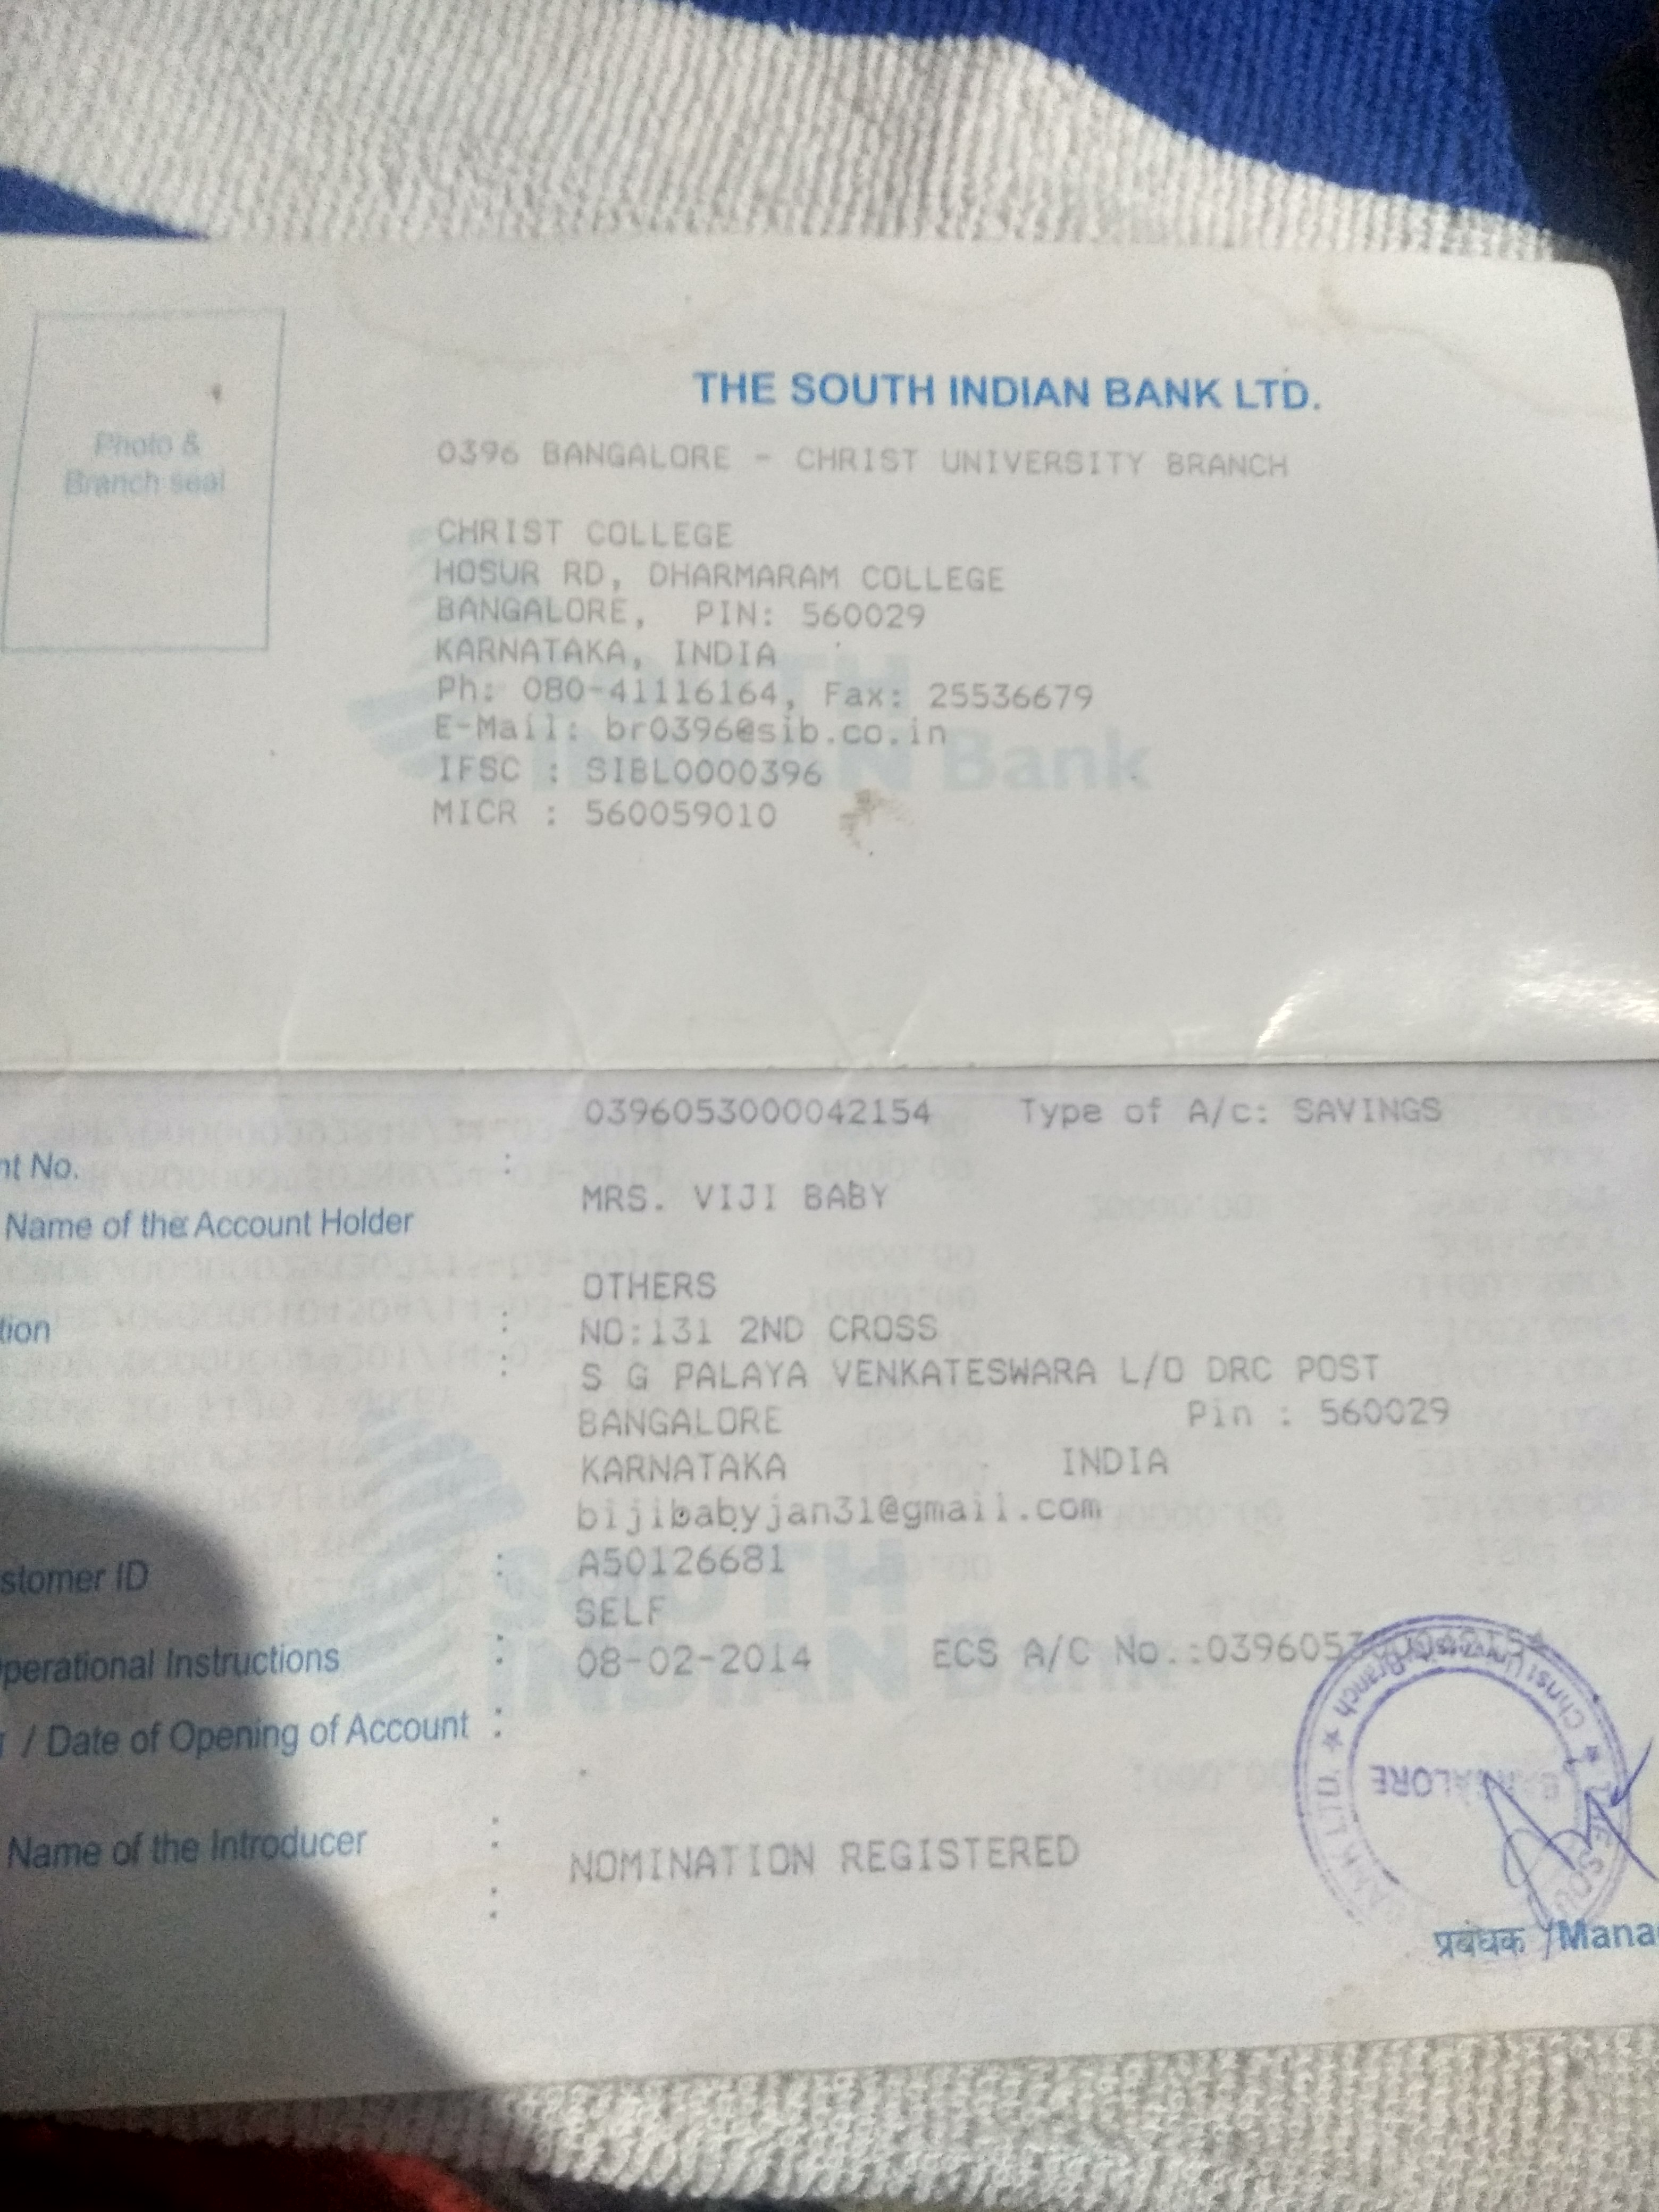 Photo &
Branch seal
THE SOUTH INDIAN BANK LTD.
0396 BANGALORE - CHRIST UNIVERSITY BRANCH
CHRIST COLLEGE
HOSUR RD, DHARMARAM COLLEGE
BANGALORE, PIN: 560029
KARNATAKA, INDIA
Ph: 080-41116164, Fax: 25536679
E-Mail: br0396@sib.co.in
IFSC : SIBL0000396
MICR : 560059010
0396053000042154 Type of A/c: SAVINGS
nt No. :
MRS. VIJI BABY
Name of the Account Holder
OTHERS
tion : NO:131 2ND CROSS
: S G PALAYA VENKATESWARA L/O DRC POST
BANGALORE Pin : 560029
KARNATAKA INDIA
bijibabyjan31@gmail.com
stomer ID : A50126681
SELF
perational Instructions : 08-02-2014 ECS A/C No.:039605
/ Date of Opening of Account :
Name of the Introducer :
NOMINATION REGISTERED
:
Christ University Branch
BANGALORE
प्रबंधक /Mana
SOUTH INDIAN Bank